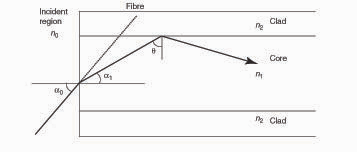 Incident
region
n0
Fibre
n2 Clad
Core
θ
n1
α0
α1
n2 Clad